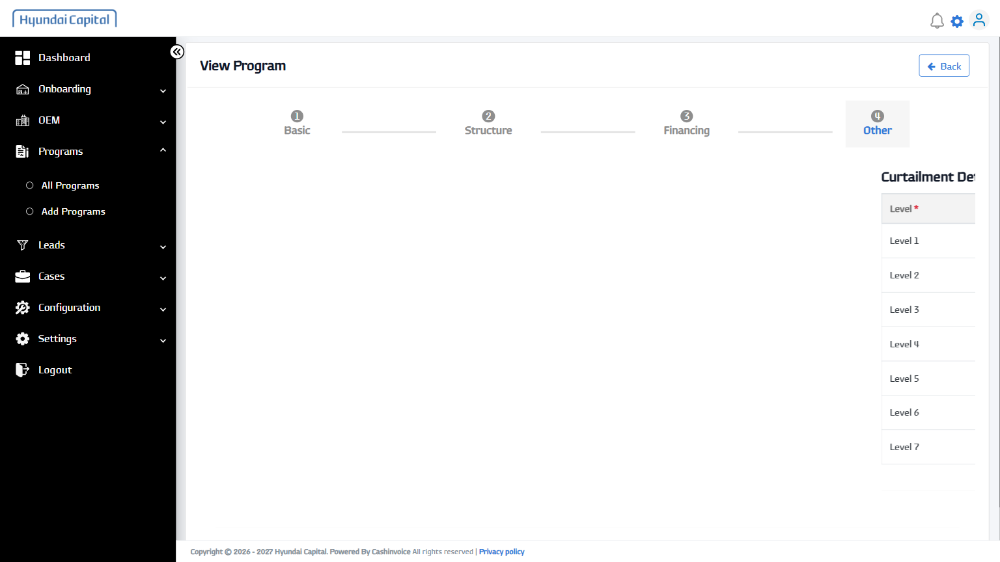 Hyundai Capital
Dashboard
Onboarding
OEM
Programs
All Programs
Add Programs
Leads
Cases
Configuration
Settings
Logout
View Program
Back
1
Basic
2
Structure
3
Financing
4
Other
Curtailment Det
Level *
Level 1
Level 2
Level 3
Level 4
Level 5
Level 6
Level 7
Copyright © 2026 - 2027 Hyundai Capital. Powered By Cashinvoice All rights reserved | Privacy policy